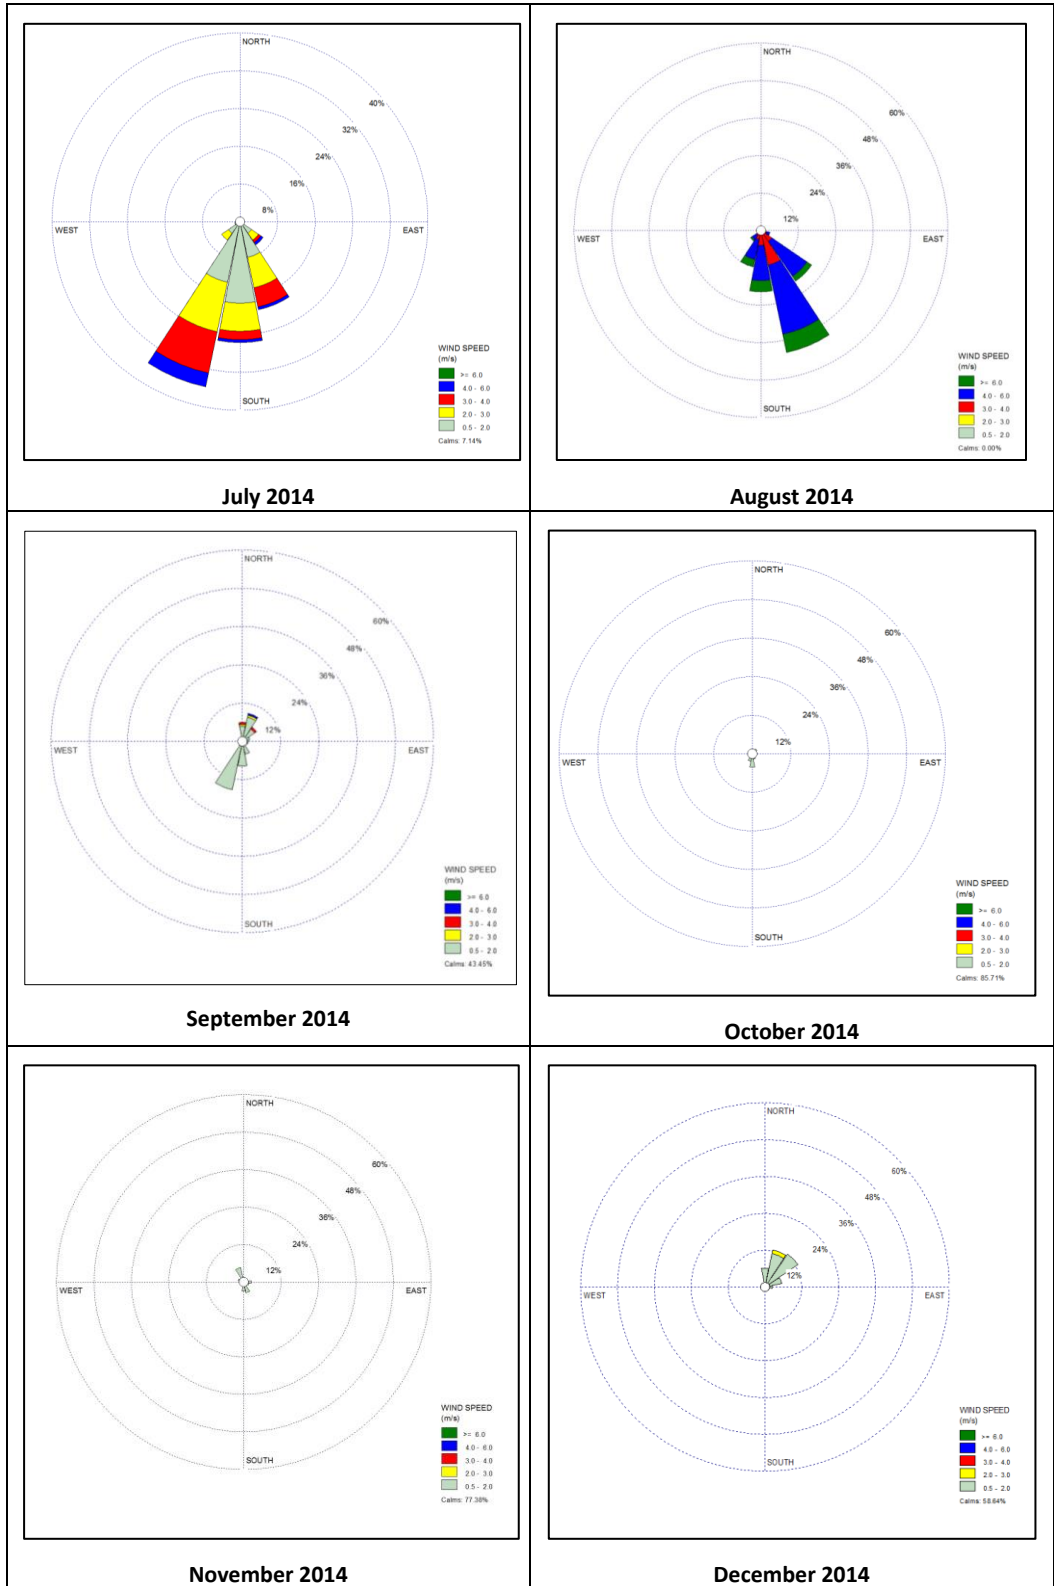 NORTH
40%
32%
24%
16%
8%
WEST
EAST
SOUTH
WIND SPEED
(m/s)
>= 6.0
4.0 - 6.0
3.0 - 4.0
2.0 - 3.0
0.5 - 2.0
Calms: 7.14%
July 2014
NORTH
60%
48%
36%
24%
12%
WEST
EAST
SOUTH
WIND SPEED
(m/s)
>= 6.0
4.0 - 6.0
3.0 - 4.0
2.0 - 3.0
0.5 - 2.0
Calms: 0.00%
August 2014
NORTH
60%
48%
36%
24%
12%
WEST
EAST
SOUTH
WIND SPEED
(m/s)
>= 6.0
4.0 - 6.0
3.0 - 4.0
2.0 - 3.0
0.5 - 2.0
Calms: 43.45%
September 2014
NORTH
60%
48%
36%
24%
12%
WEST
EAST
SOUTH
WIND SPEED
(m/s)
>= 6.0
4.0 - 6.0
3.0 - 4.0
2.0 - 3.0
0.5 - 2.0
Calms: 85.71%
October 2014
NORTH
60%
48%
36%
24%
12%
WEST
EAST
SOUTH
WIND SPEED
(m/s)
>= 6.0
4.0 - 6.0
3.0 - 4.0
2.0 - 3.0
0.5 - 2.0
Calms: 77.38%
November 2014
NORTH
60%
48%
36%
24%
12%
WEST
EAST
SOUTH
WIND SPEED
(m/s)
>= 6.0
4.0 - 6.0
3.0 - 4.0
2.0 - 3.0
0.5 - 2.0
Calms: 58.64%
December 2014